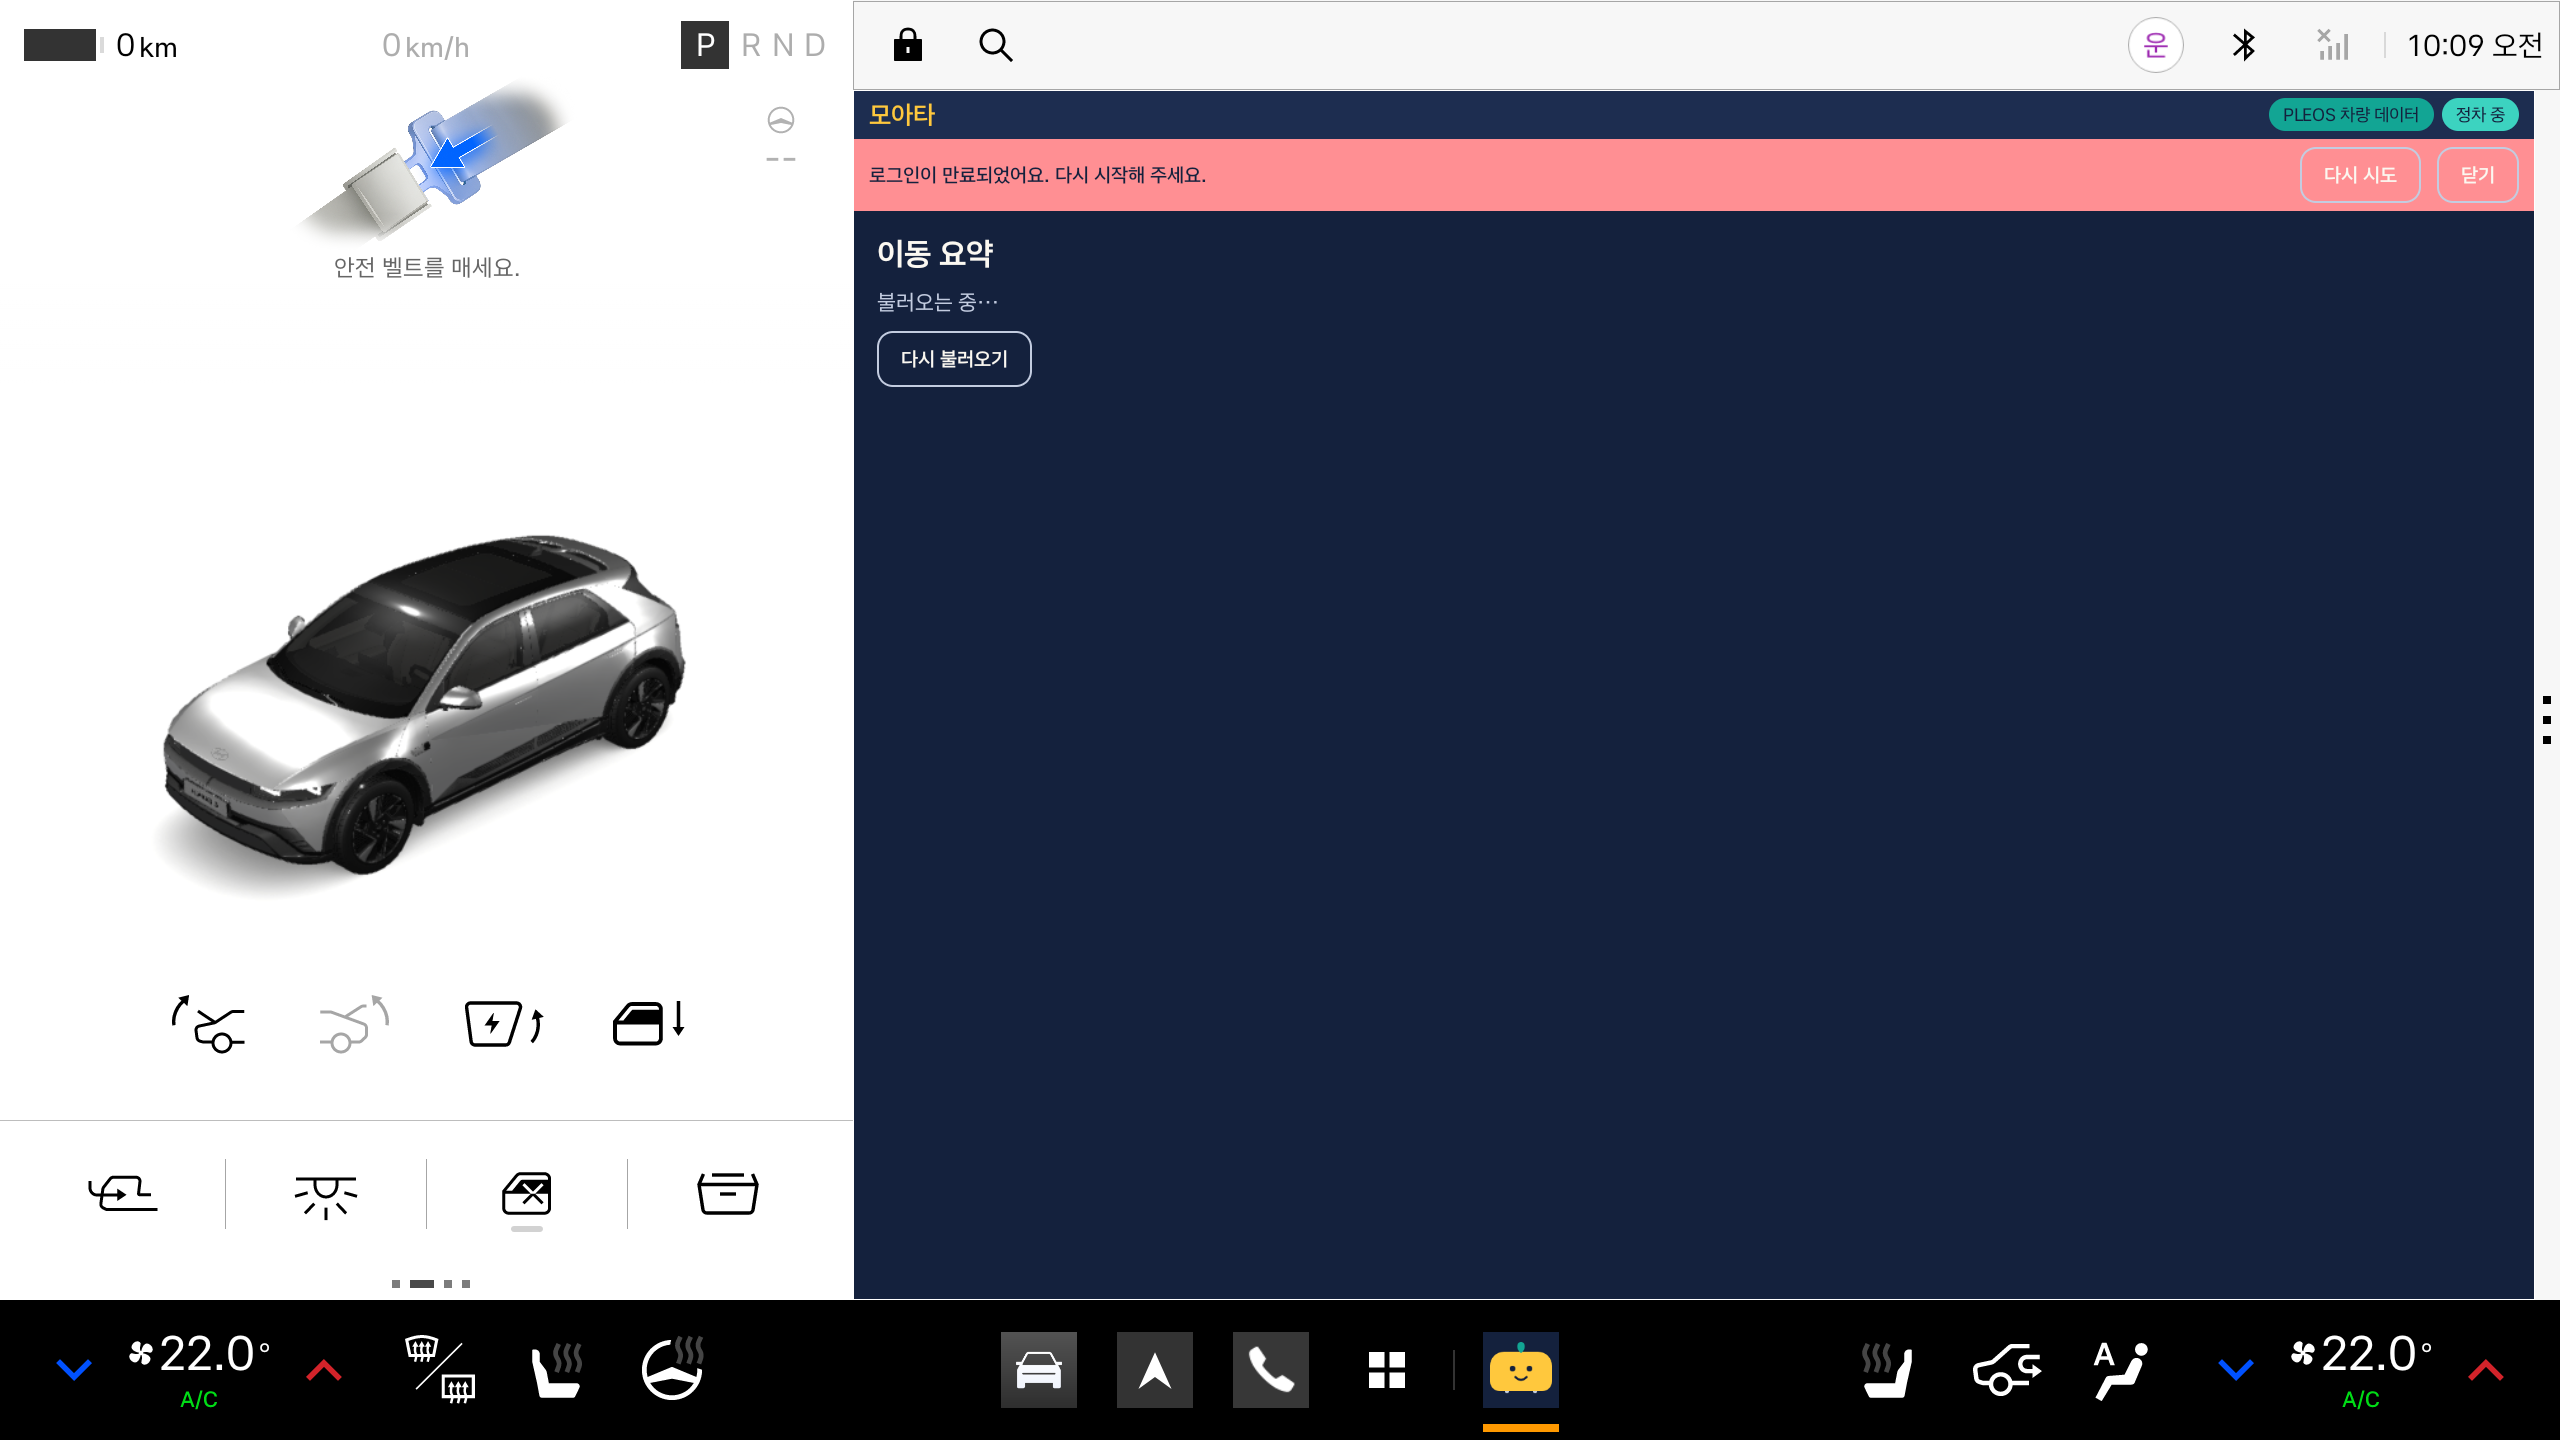 0 km
0 km/h
P R N D
안전 벨트를 매세요.
운
10:09 오전
모아타
PLEOS 차량 데이터
정차 중
로그인이 만료되었어요. 다시 시작해 주세요.
다시 시도
닫기
이동 요약
불러오는 중…
다시 불러오기
22.0°
A/C
A
22.0°
A/C